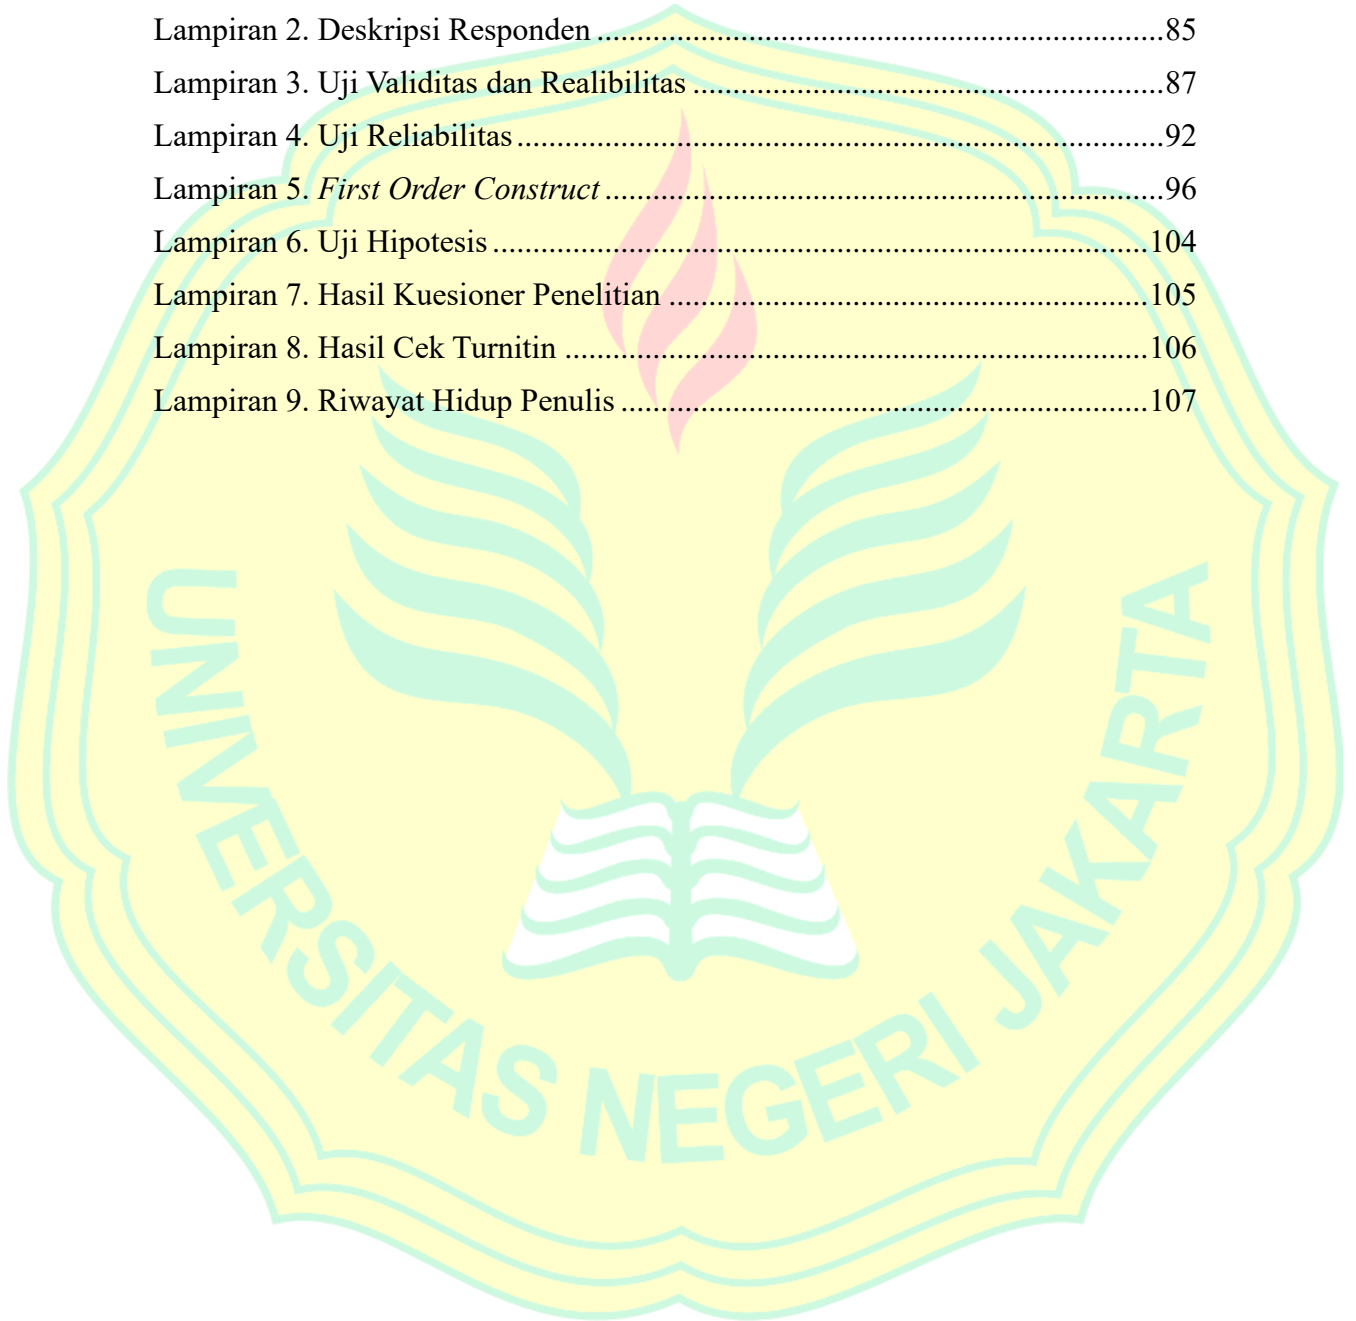 Lampiran 2. Deskripsi Responden ........................................................................85
Lampiran 3. Uji Validitas dan Realibilitas ............................................................87
Lampiran 4. Uji Reliabilitas ..................................................................................92
Lampiran 5. First Order Construct .......................................................................96
Lampiran 6. Uji Hipotesis ...................................................................................104
Lampiran 7. Hasil Kuesioner Penelitian .............................................................105
Lampiran 8. Hasil Cek Turnitin ..........................................................................106
Lampiran 9. Riwayat Hidup Penulis ...................................................................107
UNIVERSITAS NEGERI JAKARTA